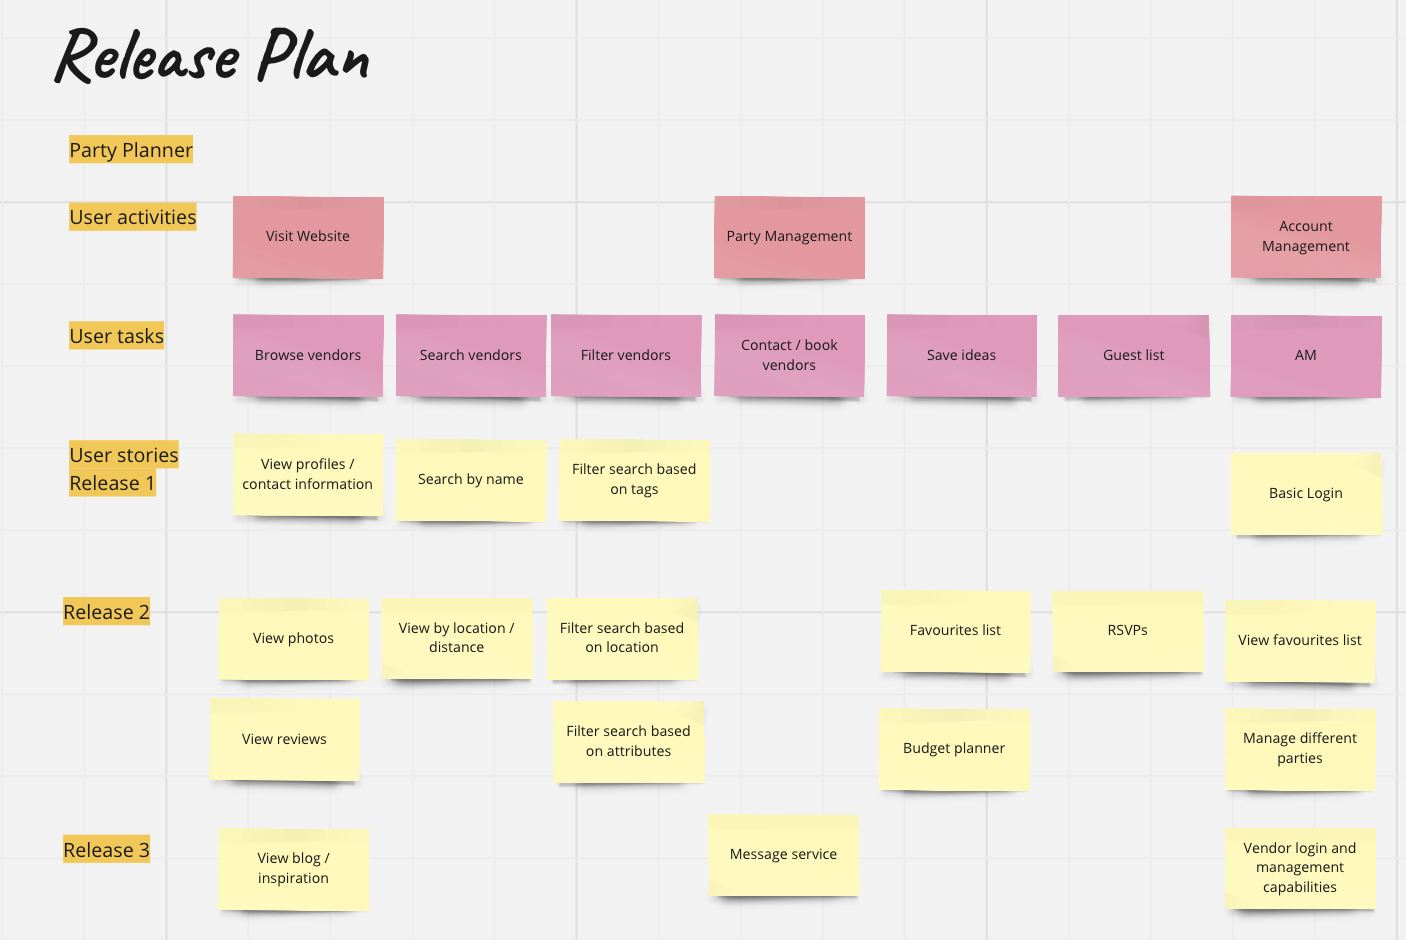 Release Plan
Party Planner
User activities
Visit Website
Party Management
Account
Management
User tasks
Browse vendors
Search vendors
Filter vendors
Contact / book
vendors
Save ideas
Guest list
AM
User stories
Release 1
View profiles /
contact information
Search by name
Filter search based
on tags
Basic Login
Release 2
View photos
View by location /
distance
Filter search based
on location
Favourites list
RSVPs
View favourites list
View reviews
Filter search based
on attributes
Budget planner
Manage different
parties
Release 3
View blog /
inspiration
Message service
Vendor login and
management
capabilities